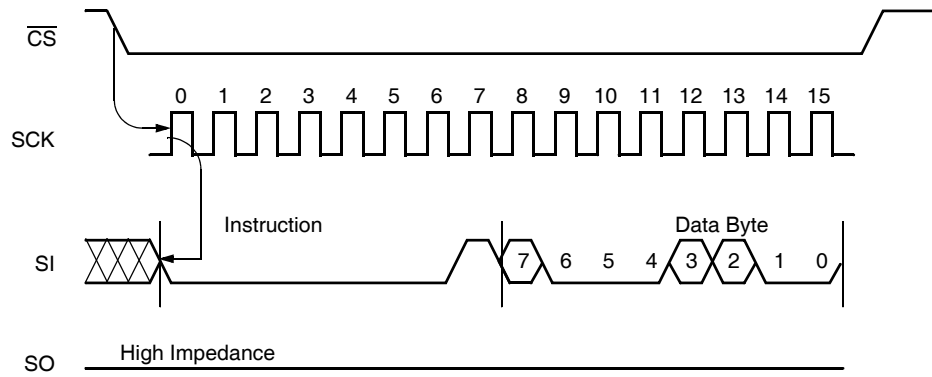 CS
0 1 2 3 4 5 6 7 8 9 10 11 12 13 14 15
SCK
Instruction
Data Byte
SI
7 6 5 4 3 2 1 0
High Impedance
SO